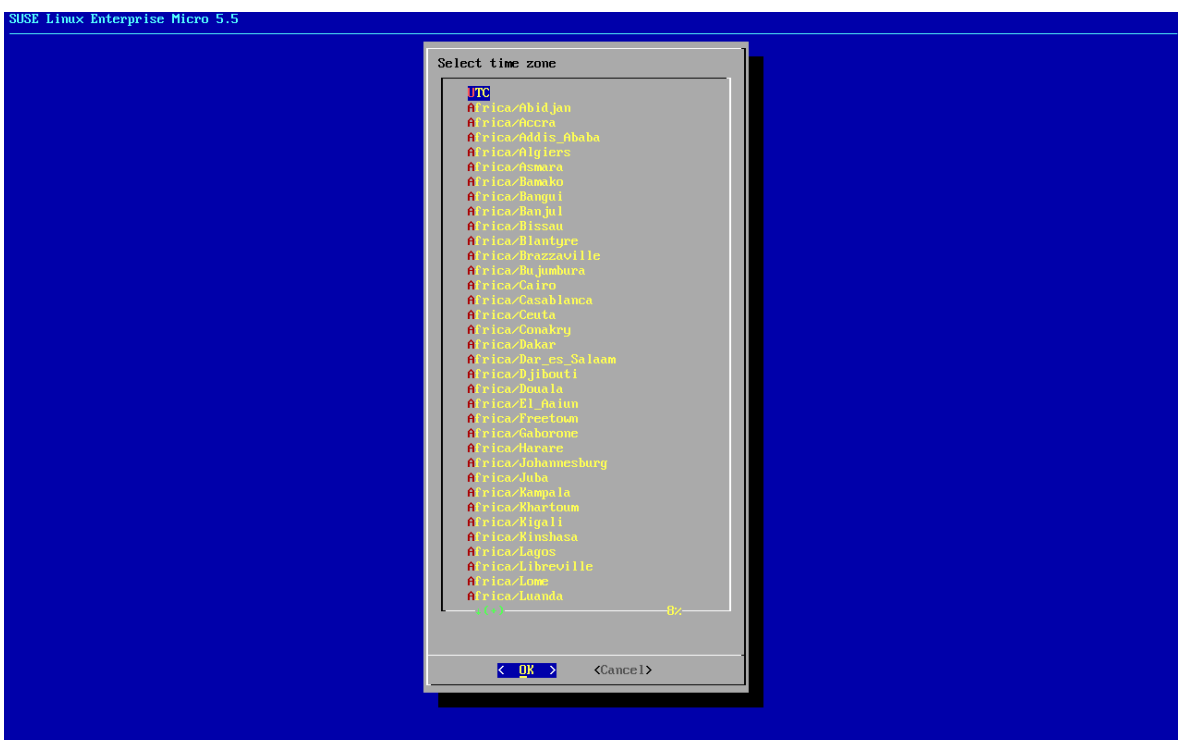 SUSE Linux Enterprise Micro 5.5
Select time zone
UTC
Africa/Abidjan
Africa/Accra
Africa/Addis_Ababa
Africa/Algiers
Africa/Asmara
Africa/Bamako
Africa/Bangui
Africa/Banjul
Africa/Bissau
Africa/Blantyre
Africa/Brazzaville
Africa/Bujumbura
Africa/Cairo
Africa/Casablanca
Africa/Ceuta
Africa/Conakry
Africa/Dakar
Africa/Dar_es_Salaam
Africa/Djibouti
Africa/Douala
Africa/El_Aaiun
Africa/Freetown
Africa/Gaborone
Africa/Harare
Africa/Johannesburg
Africa/Juba
Africa/Kampala
Africa/Khartoum
Africa/Kigali
Africa/Kinshasa
Africa/Lagos
Africa/Libreville
Africa/Lome
Africa/Luanda
↓(+) 8%
< OK > <Cancel>